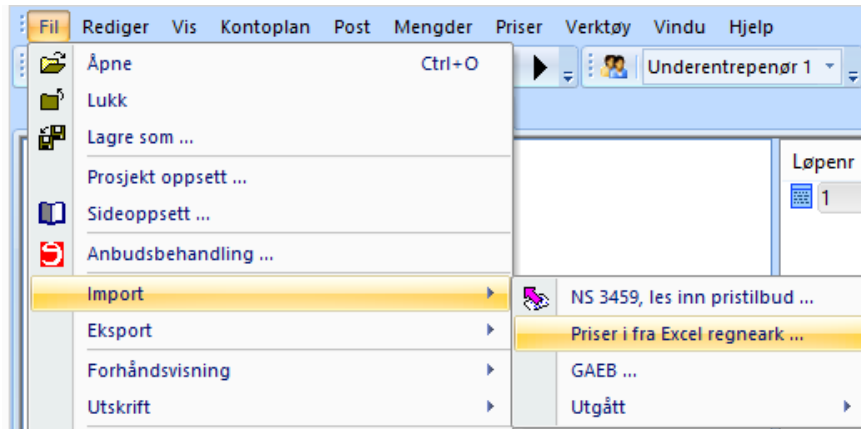 Fil Rediger Vis Kontoplan Post Mengder Priser Verktøy Vindu Hjelp
Åpne Ctrl+O
Underentrepenør 1
Lukk
Lagre som ...
Prosjekt oppsett ...
Løpenr
Sideoppsett ...
1
Anbudsbehandling ...
Import
NS 3459, les inn pristilbud ...
Eksport
Priser i fra Excel regneark ...
Forhåndsvisning
GAEB ...
Utskrift
Utgått